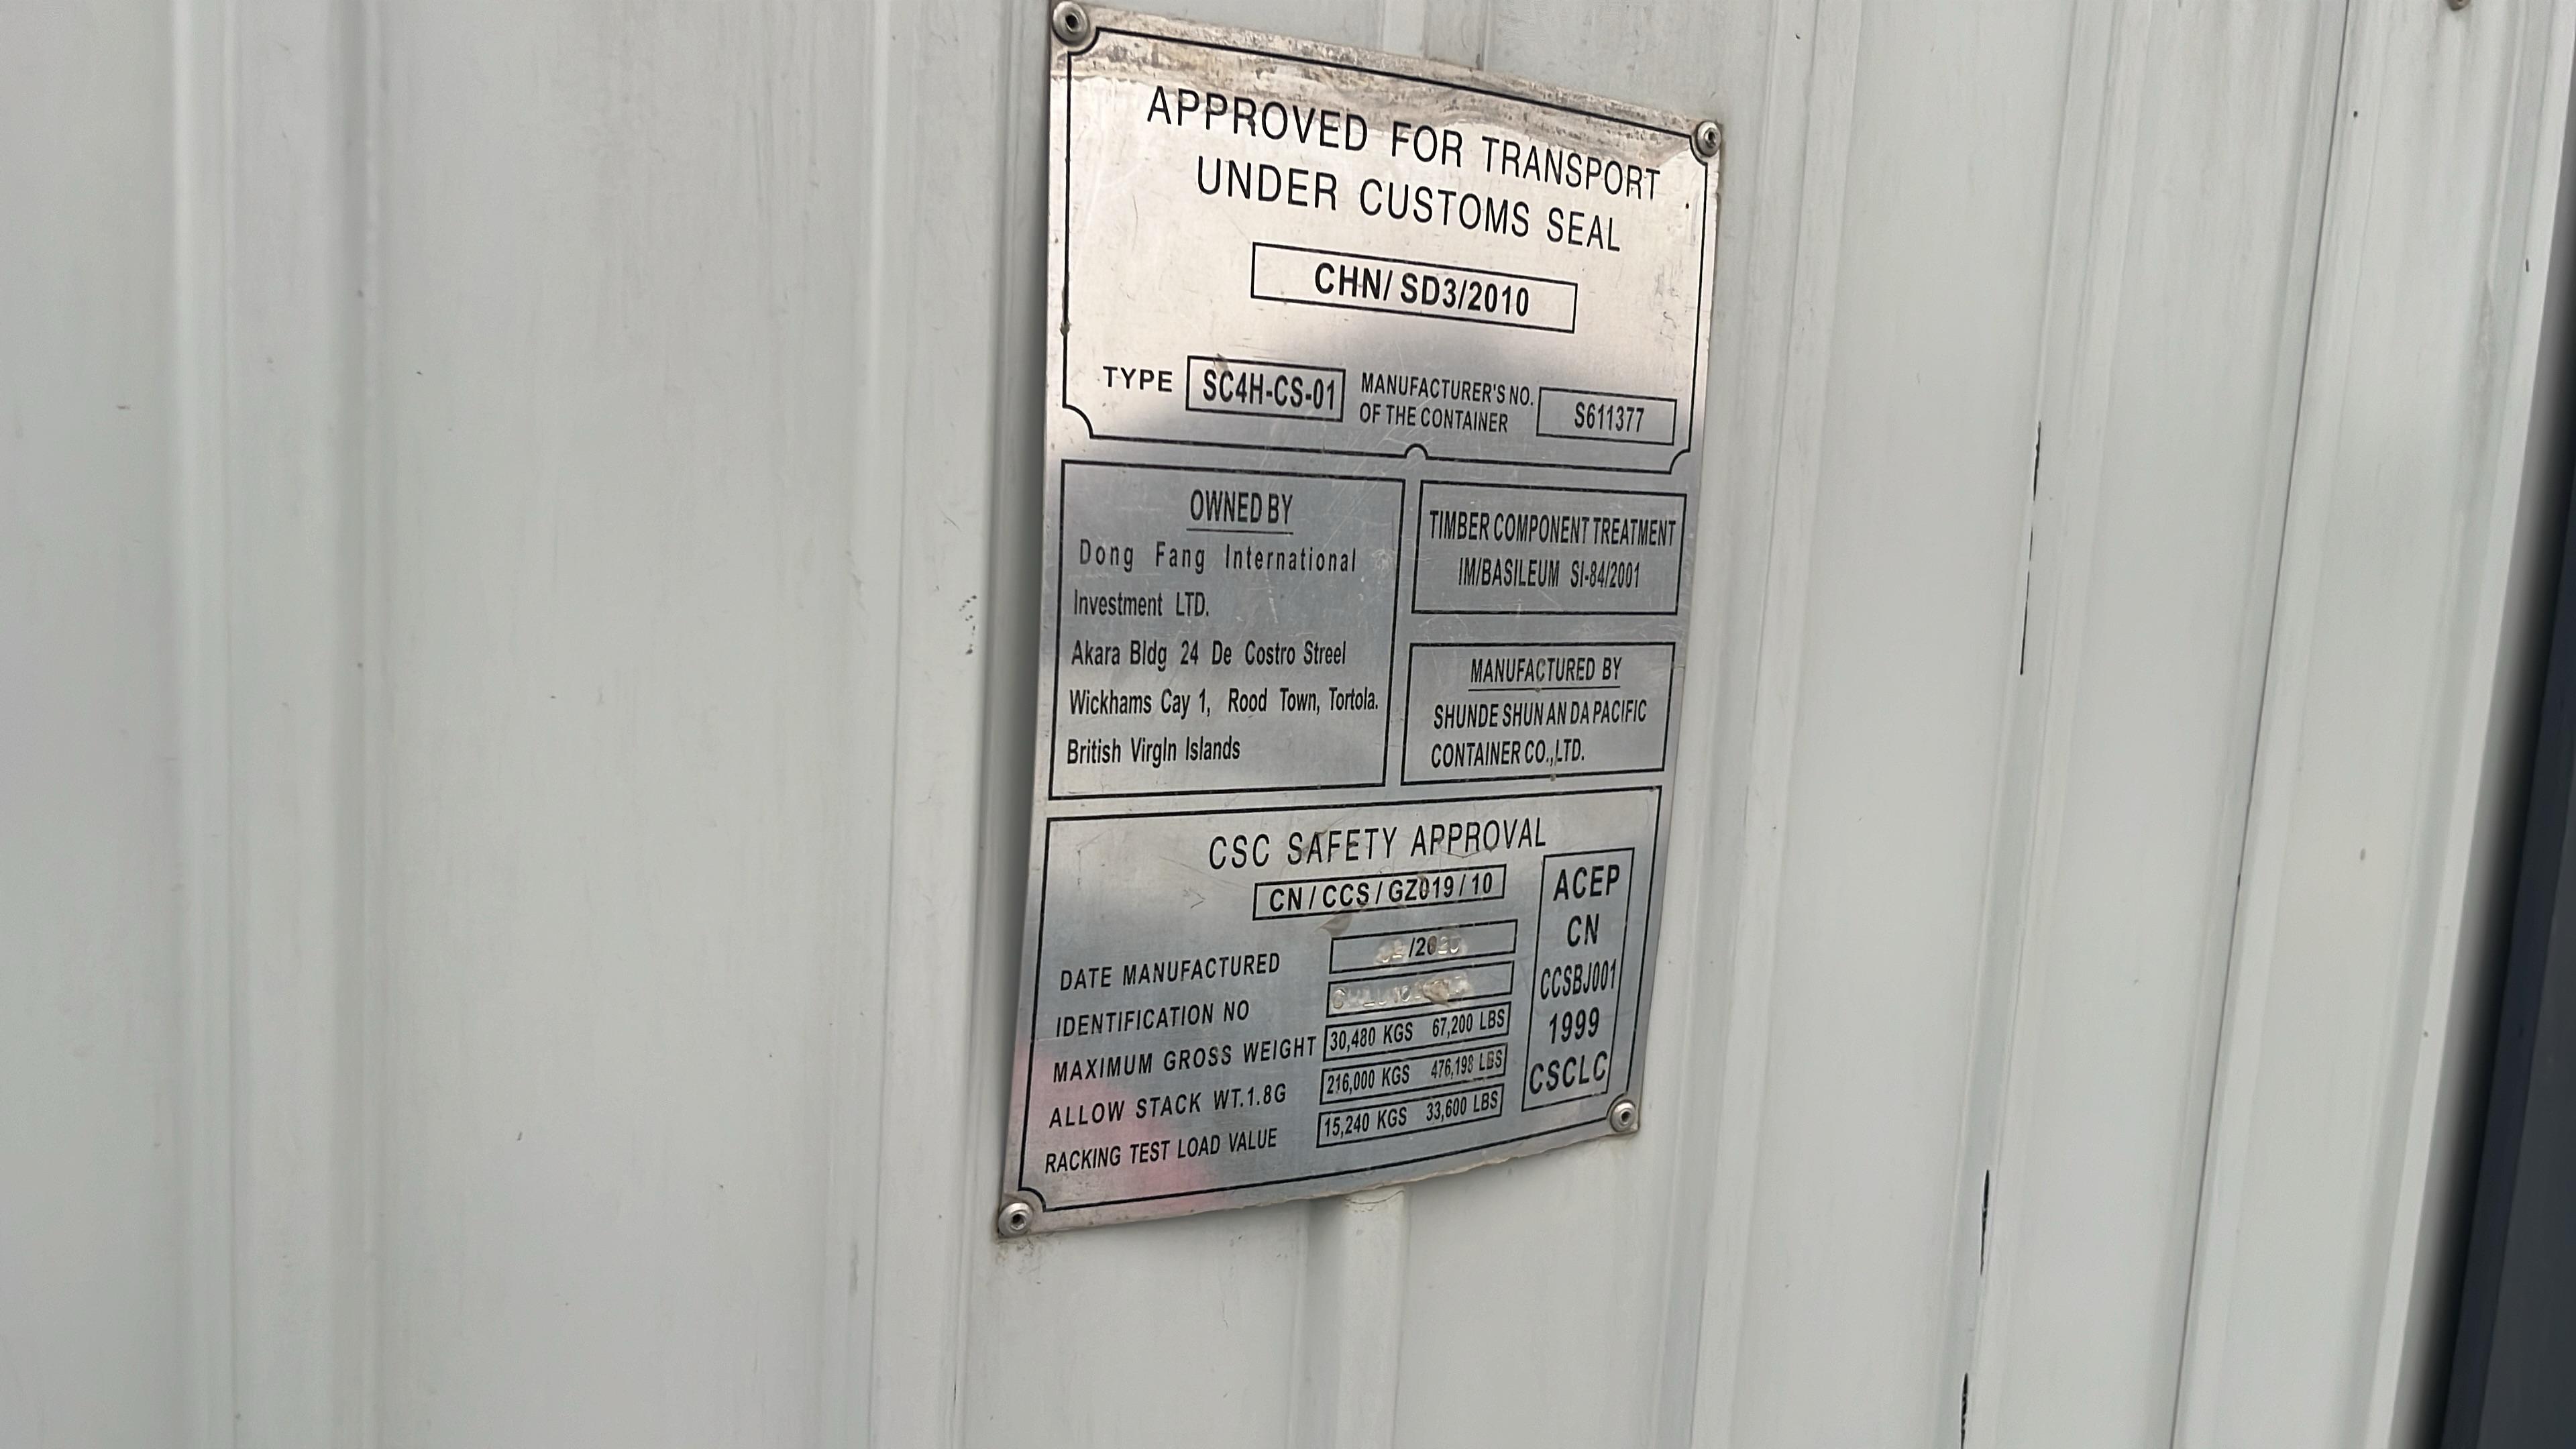 APPROVED FOR TRANSPORT
UNDER CUSTOMS SEAL
CHN/ SD3/2010
TYPE SC4H-CS-01 MANUFACTURER'S NO.
OF THE CONTAINER S611377
OWNED BY
Dong Fang International
Investment LTD.
Akara Bldg 24 De Costro Streel
Wickhams Cay 1, Rood Town, Tortola.
British VirgIn Islands
TIMBER COMPONENT TREATMENT
IM/BASILEUM SI-84/2001
MANUFACTURED BY
SHUNDE SHUN AN DA PACIFIC
CONTAINER CO.,LTD.
CSC SAFETY APPROVAL
CN/CCS/GZ019/10
DATE MANUFACTURED
IDENTIFICATION NO
MAXIMUM GROSS WEIGHT 30,480 KGS 67,200 LBS
ALLOW STACK WT.1.8G 216,000 KGS 476,198 LBS
RACKING TEST LOAD VALUE 15,240 KGS 33,600 LBS
ACEP
CN
CCSBJ001
1999
CSCLC